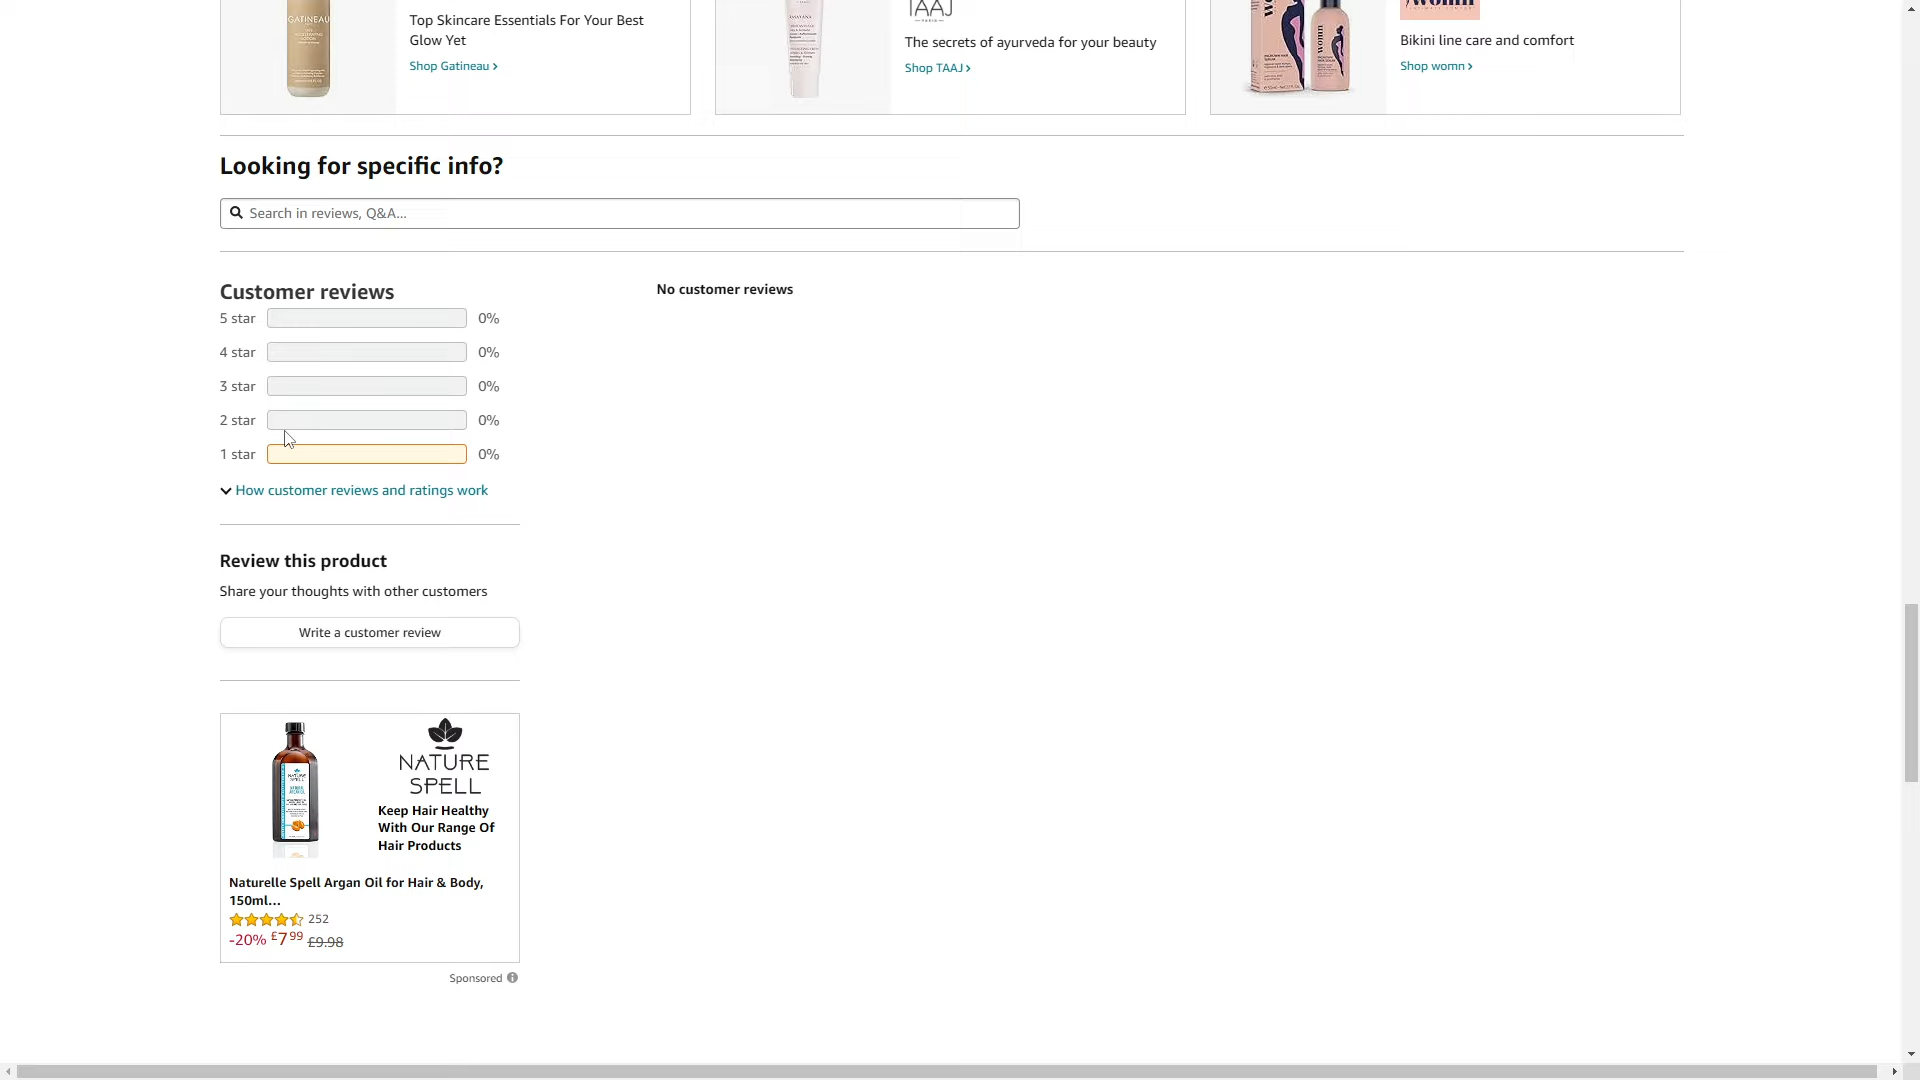 GATINEAU
Top Skincare Essentials For Your Best
Glow Yet
Shop Gatineau ›
TAAJ
PARIS
The secrets of ayurveda for your beauty
Shop TAAJ ›
womn
Bikini line care and comfort
Shop womn ›
Looking for specific info?
Search in reviews, Q&A...
Customer reviews
5 star 0%
4 star 0%
3 star 0%
2 star 0%
1 star 0%
How customer reviews and ratings work
No customer reviews
Review this product
Share your thoughts with other customers
Write a customer review
NATURE
SPELL
NATURE
SPELL
Keep Hair Healthy
With Our Range Of
Hair Products
Naturelle Spell Argan Oil for Hair & Body,
150ml...
252
-20% £7 99 £9.98
Sponsored